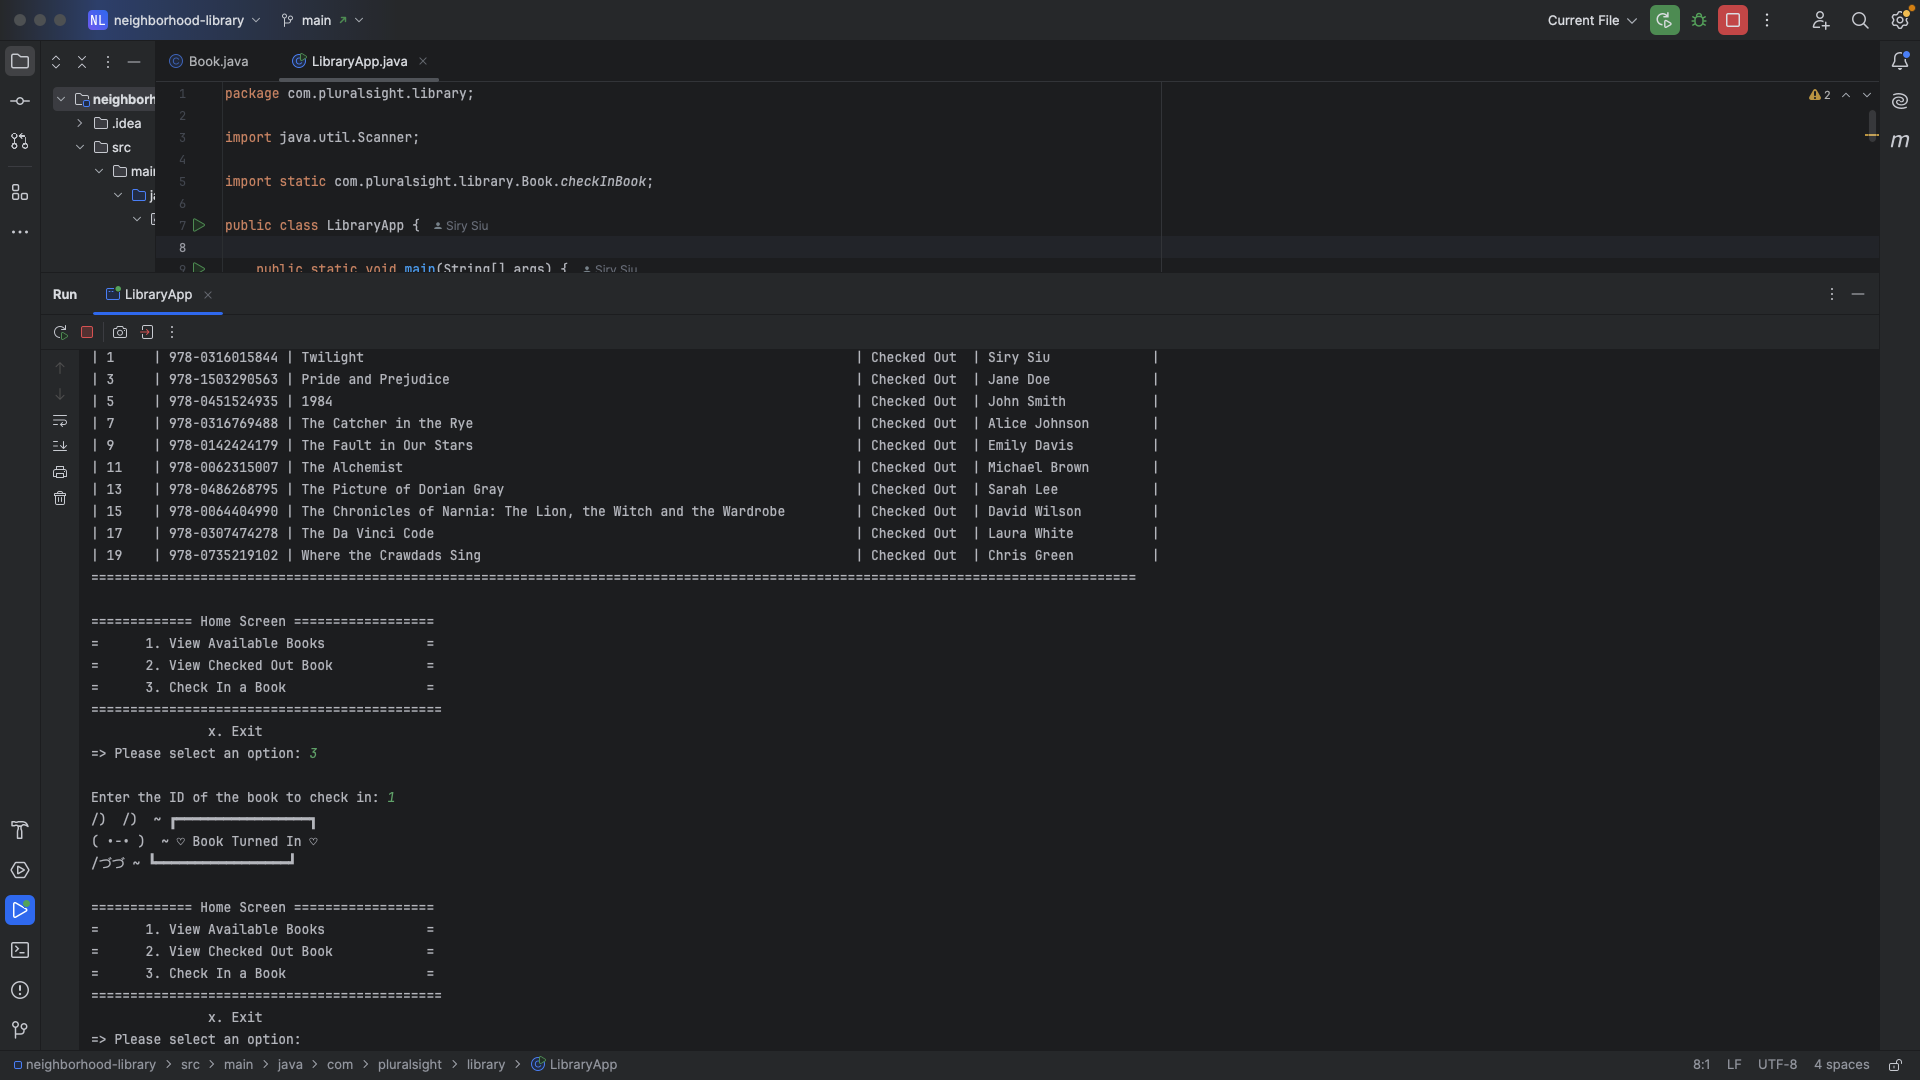 NL neighborhood-library main Current File
Book.java LibraryApp.java
neighborh
.idea
src
main
1 package com.pluralsight.library;
2
3 import java.util.Scanner;
4
5 import static com.pluralsight.library.Book.checkInBook;
6
7 public class LibraryApp { Siry Siu
8
9 public static void main(String[] args) { Siry Siu
2
m
Run LibraryApp
| 1 | 978-0316015844 | Twilight | Checked Out | Siry Siu |
| 3 | 978-1503290563 | Pride and Prejudice | Checked Out | Jane Doe |
| 5 | 978-0451524935 | 1984 | Checked Out | John Smith |
| 7 | 978-0316769488 | The Catcher in the Rye | Checked Out | Alice Johnson |
| 9 | 978-0142424179 | The Fault in Our Stars | Checked Out | Emily Davis |
| 11 | 978-0062315007 | The Alchemist | Checked Out | Michael Brown |
| 13 | 978-0486268795 | The Picture of Dorian Gray | Checked Out | Sarah Lee |
| 15 | 978-0064404990 | The Chronicles of Narnia: The Lion, the Witch and the Wardrobe | Checked Out | David Wilson |
| 17 | 978-0307474278 | The Da Vinci Code | Checked Out | Laura White |
| 19 | 978-0735219102 | Where the Crawdads Sing | Checked Out | Chris Green |
============= Home Screen ==================
= 1. View Available Books =
= 2. View Checked Out Book =
= 3. Check In a Book =
=============================================
x. Exit
=> Please select an option: 3
Enter the ID of the book to check in: 1
/) /) ~ ┏━━━━━━━━━━━━━━━━━┓
( •-• ) ~ ♡ Book Turned In ♡
/づづ ~ ┗━━━━━━━━━━━━━━━━━┛
============= Home Screen ==================
= 1. View Available Books =
= 2. View Checked Out Book =
= 3. Check In a Book =
=============================================
x. Exit
=> Please select an option:
neighborhood-library > src > main > java > com > pluralsight > library > LibraryApp 8:1 LF UTF-8 4 spaces